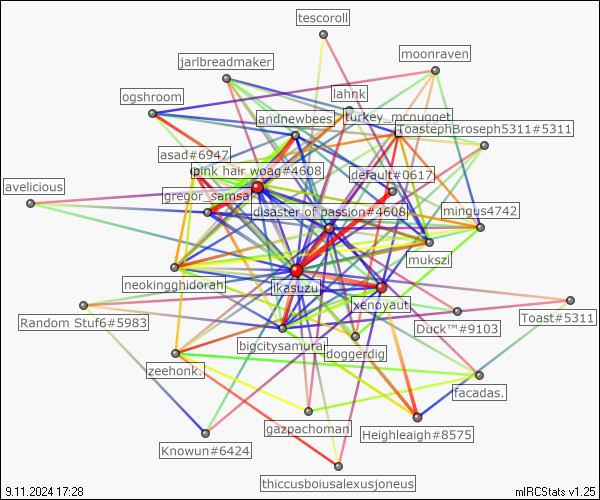 tescoroll
moonraven
jarlbreadmaker
lahnk
ogshroom
andnewbees
turkey_mcnugget
ToastephBroseph5311#5311
asad#6947
pink hair woag#4608
default#0617
avelicious
gregor_samsa
disaster of passion#4608
mingus4742
mukszi
neokingghidorah
ikasuzu
xenoyaut
Random Stuf6#5983
Duck™#9103
Toast#5311
bigcitysamurai
doggerdig
zeehonk.
facadas.
gazpachoman
Heighleigh#8575
Knowun#6424
thiccusboiusalexusjoneus
9.11.2024 17:28
mIRCStats v1.25